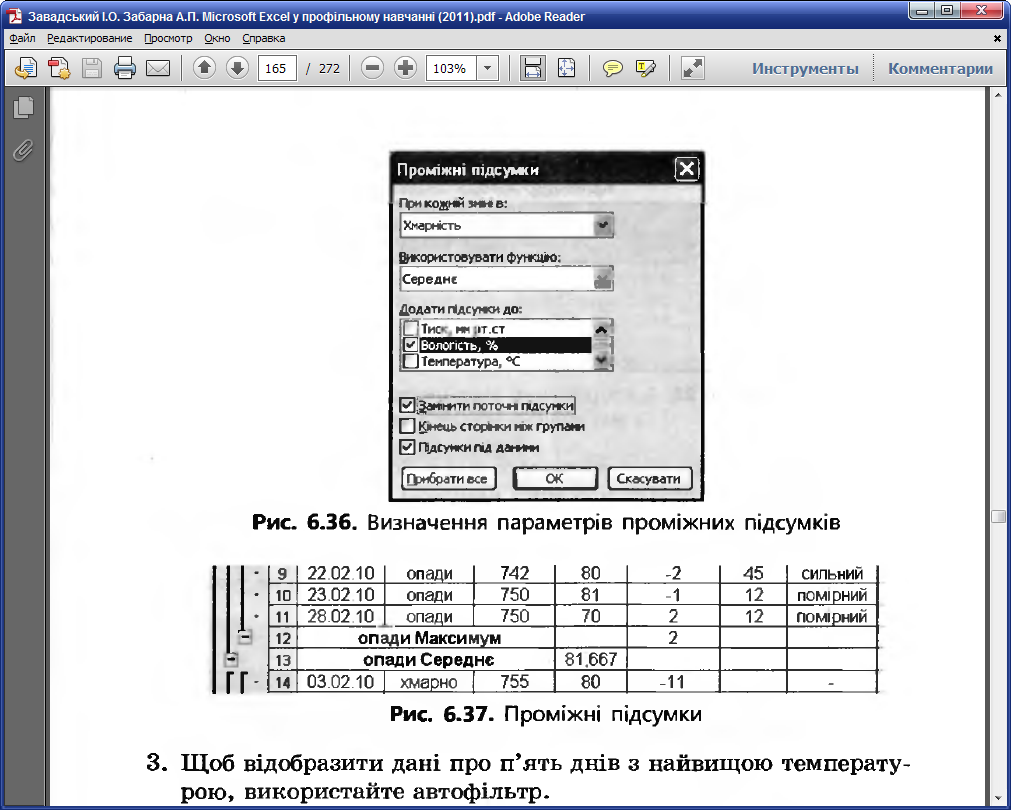 Завадський І.О. Забарна А.П. Microsoft Excel у профільному навчанні (2011).pdf - Adobe Reader
Файл Редактирование Просмотр Окно Справка
165 / 272 103% Инструменты Комментарии
Проміжні підсумки
При кожній зміні в:
Хмарність
Використовувати функцію:
Середнє
Додати підсумки до:
Тиск, мм рт.ст
Вологість, %
Температура, °C
Замінити поточні підсумки
Кінець сторінки між групами
Підсумки під даними
Прибрати все OK Скасувати
Рис. 6.36. Визначення параметрів проміжних підсумків
9 22.02.10 опади 742 80 -2 45 сильний
10 23.02.10 опади 750 81 -1 12 помірний
11 28.02.10 опади 750 70 2 12 помірний
12 опади Максимум 2
13 опади Середнє 81,667
14 03.02.10 хмарно 755 80 -11 -
Рис. 6.37. Проміжні підсумки
3. Щоб відобразити дані про п’ять днів з найвищою температу-
рою, використайте автофільтр.